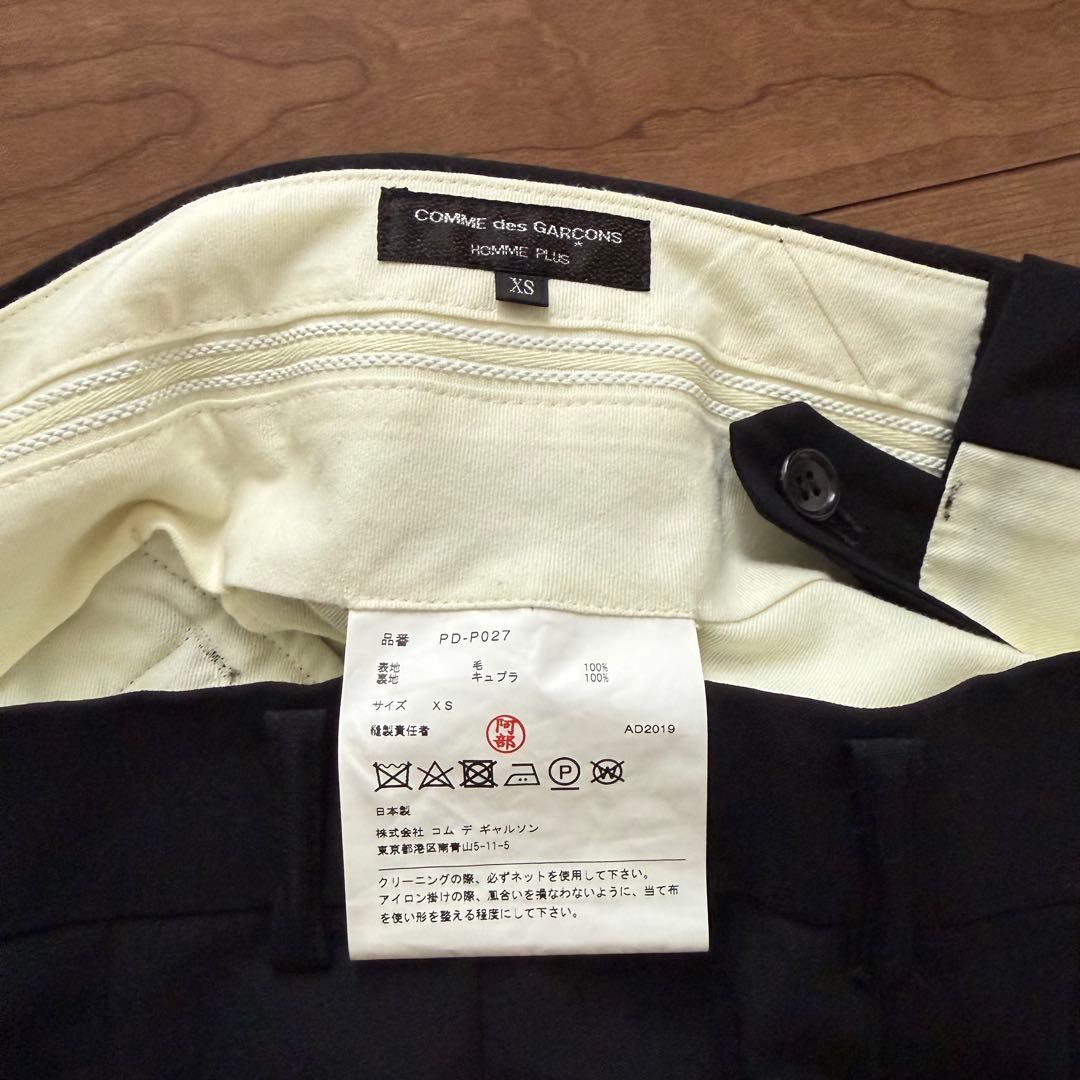 COMME des GARÇONS
*
HOMME PLUS
XS
品番 PD-P027
表地 毛 100%
裏地 キュプラ 100%
サイズ XS
縫製責任者 阿部 AD2019
P W
日本製
株式会社 コム デ ギャルソン
東京都港区南青山5-11-5
クリーニングの際、必ずネットを使用して下さい。
アイロン掛けの際、風合いを損なわないように、当て布
を使い形を整える程度にして下さい。